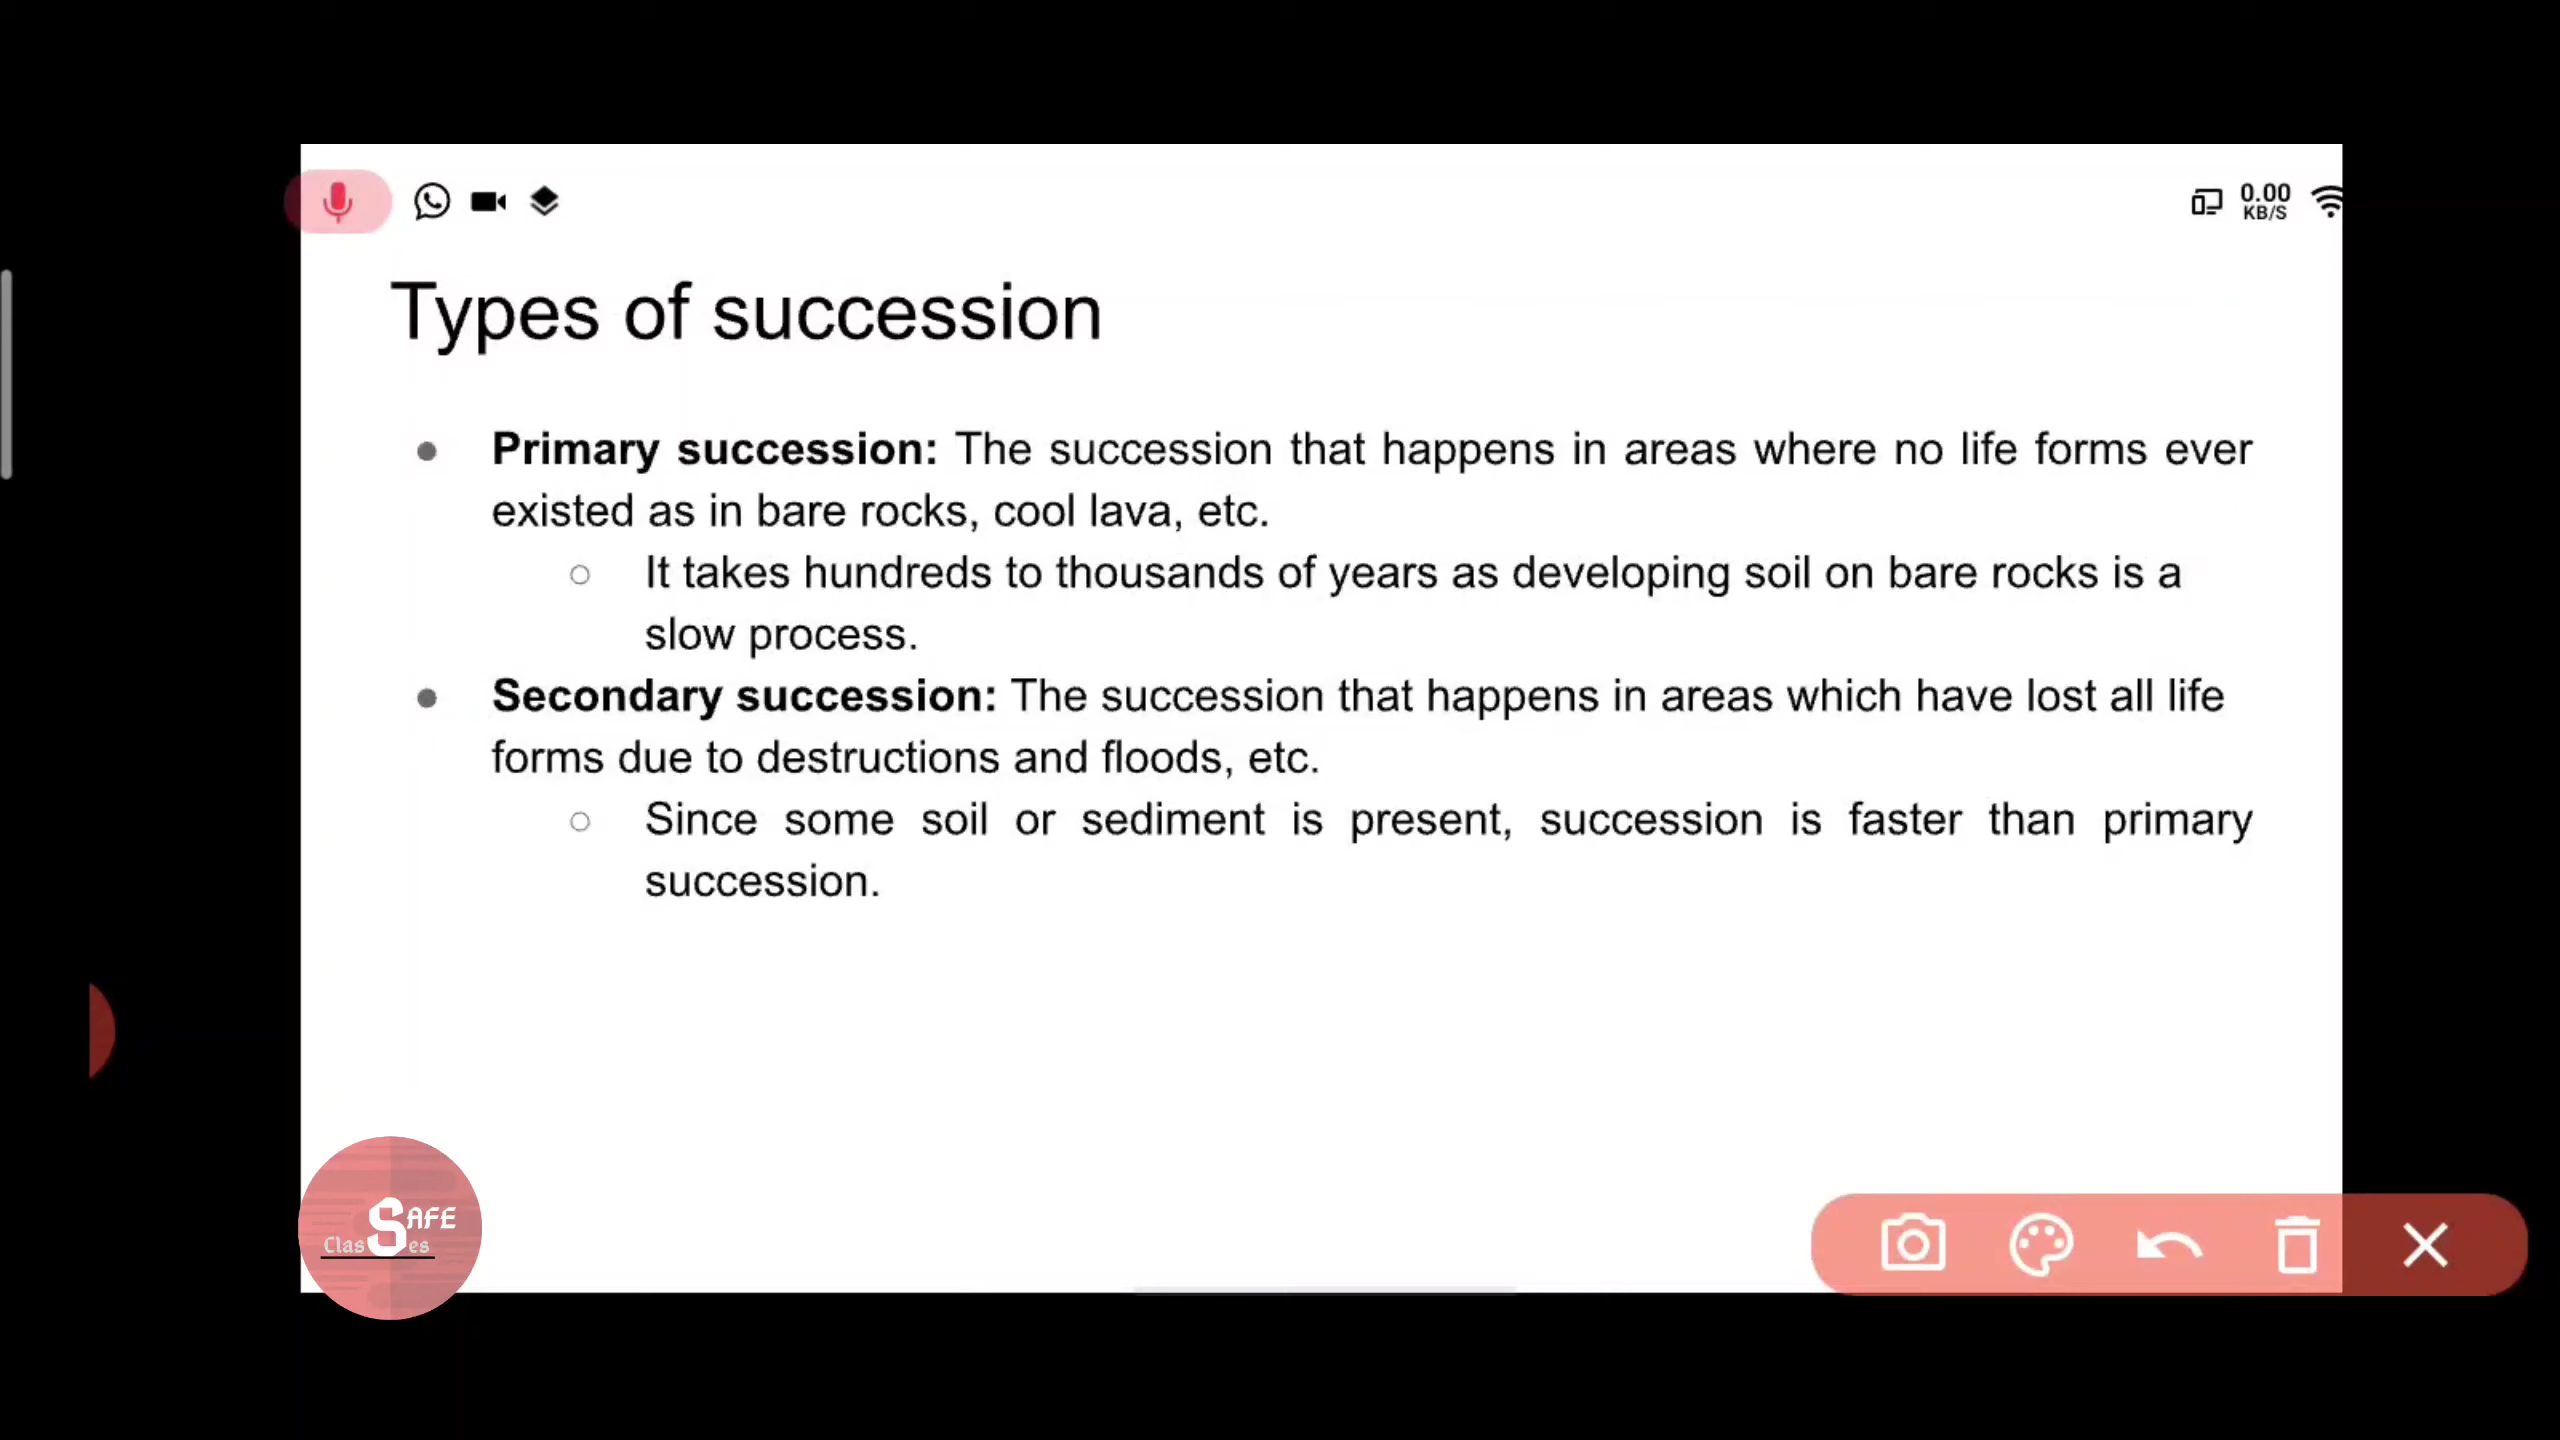 0.00
KB/S
Types of succession
● Primary succession: The succession that happens in areas where no life forms ever
existed as in bare rocks, cool lava, etc.
○ It takes hundreds to thousands of years as developing soil on bare rocks is a
slow process.
● Secondary succession: The succession that happens in areas which have lost all life
forms due to destructions and floods, etc.
○ Since some soil or sediment is present, succession is faster than primary
succession.
SAFE
ClasSes